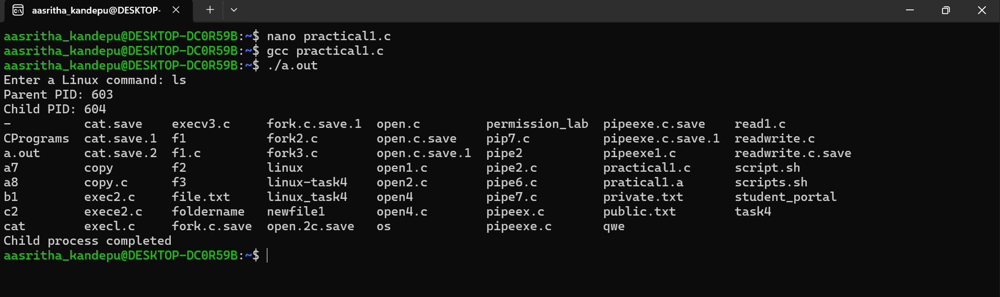 aasritha_kandepu@DESKTOP-
aasritha_kandepu@DESKTOP-DC0R59B:~$ nano practical1.c
aasritha_kandepu@DESKTOP-DC0R59B:~$ gcc practical1.c
aasritha_kandepu@DESKTOP-DC0R59B:~$ ./a.out
Enter a Linux command: ls
Parent PID: 603
Child PID: 604
-          cat.save    execv3.c     fork.c.save.1  open.c         permission_lab  pipeexe.c.save    read1.c
CPrograms  cat.save.1  f1           fork2.c        open.c.save    pip7.c          pipeexe.c.save.1  readwrite.c
a.out      cat.save.2  f1.c         fork3.c        open.c.save.1  pipe2           pipeexe1.c        readwrite.c.save
a7         copy        f2           linux          open1.c        pipe2.c         practical1.c      script.sh
a8         copy.c      f3           linux-task4    open2.c        pipe6.c         pratical1.a       scripts.sh
b1         exec2.c     file.txt     linux_task4    open4          pipe7.c         private.txt       student_portal
c2         exece2.c    foldername   newfile1       open4.c        pipeex.c        public.txt        task4
cat        execl.c     fork.c.save  open.2c.save   os             pipeexe.c       qwe
Child process completed
aasritha_kandepu@DESKTOP-DC0R59B:~$